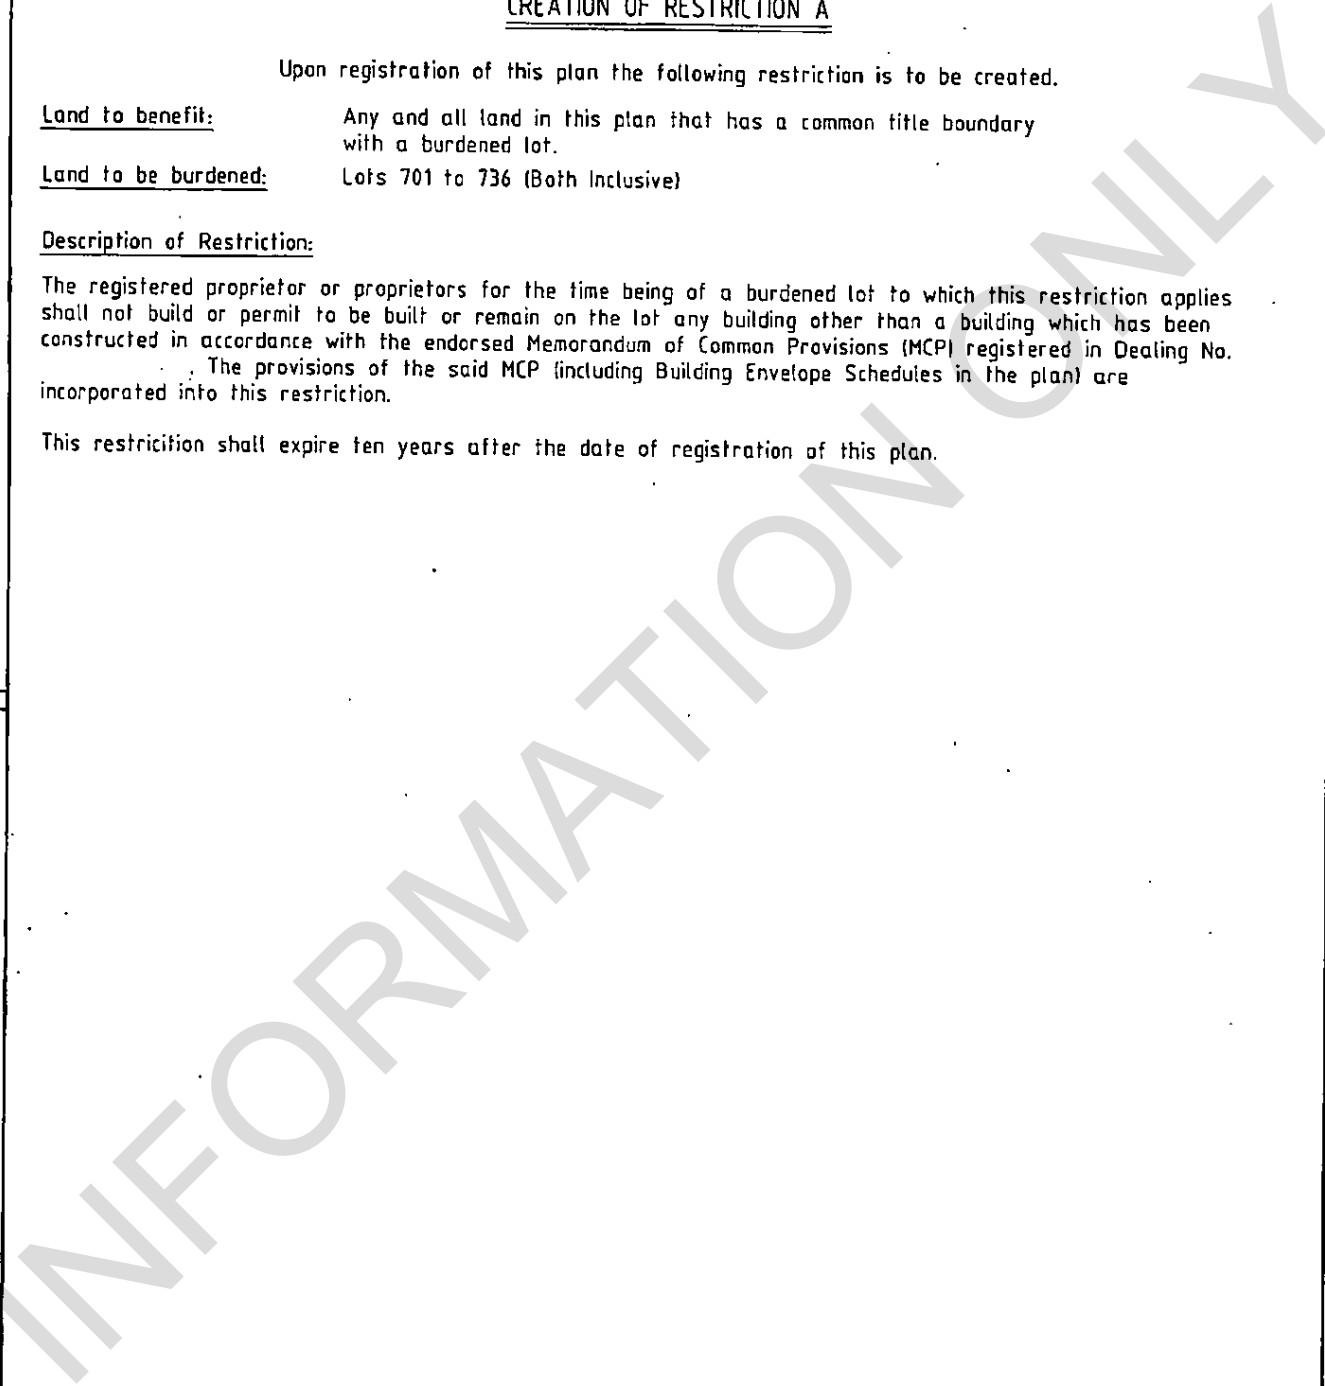 CREATION OF RESTRICTION A
Upon registration of this plan the following restriction is to be created.
Land to benefit: Any and all land in this plan that has a common title boundary
with a burdened lot.
Land to be burdened: Lots 701 to 736 (Both Inclusive)
Description of Restriction:
The registered proprietor or proprietors for the time being of a burdened lot to which this restriction applies
shall not build or permit to be built or remain on the lot any building other than a building which has been
constructed in accordance with the endorsed Memorandum of Common Provisions (MCP) registered in Dealing No.
. The provisions of the said MCP (including Building Envelope Schedules in the plan) are
incorporated into this restriction.
This restricition shall expire ten years after the date of registration of this plan.
INFORMATION ONLY